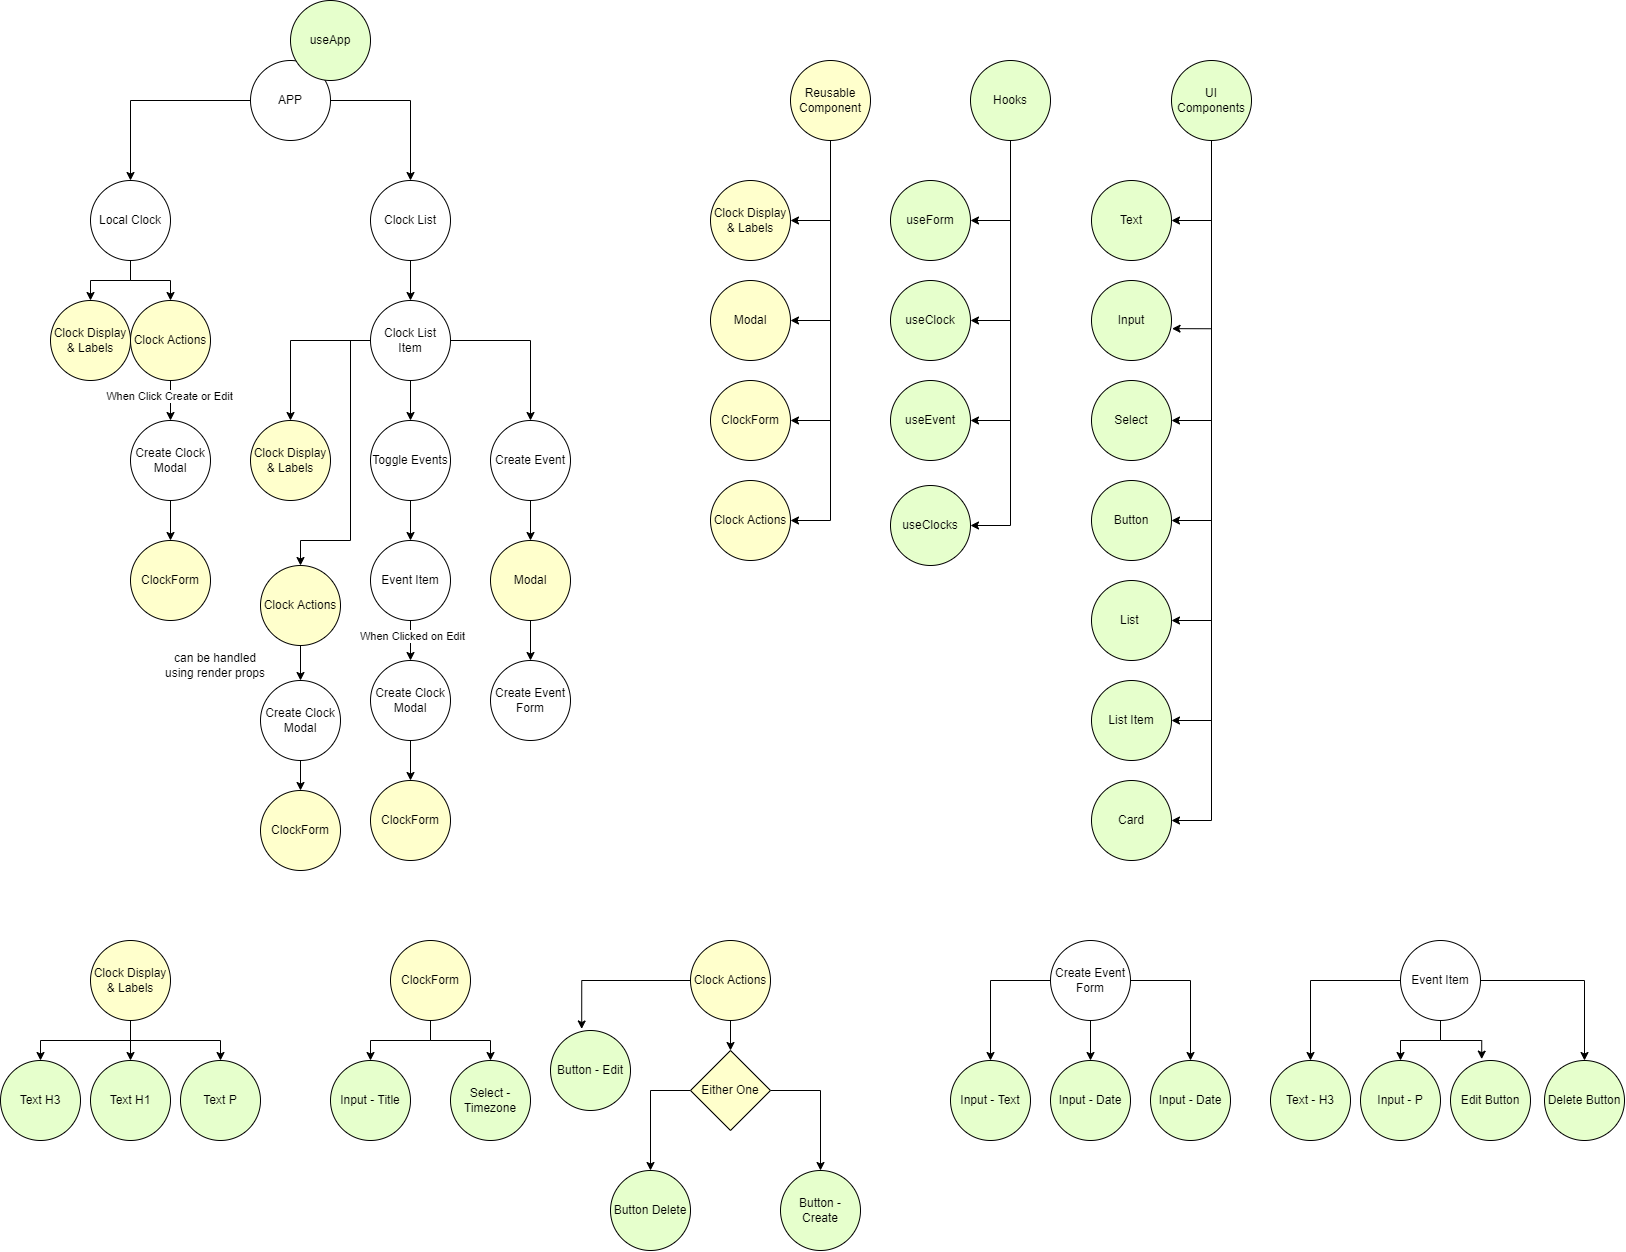 useApp
APP
Reusable
Component
Hooks
UI
Components
Local Clock
Clock List
Clock Display
& Labels
useForm
Text
Clock Display
& Labels
Clock Actions
Clock List
Item
Modal
useClock
Input
When Click Create or Edit
Create Clock
Modal
Clock Display
& Labels
Toggle Events
Create Event
ClockForm
useEvent
Select
Clock Actions
useClocks
Button
ClockForm
Clock Actions
Event Item
Modal
List
When Clicked on Edit
can be handled
using render props
Create Clock
Modal
Create Clock
Modal
Create Event
Form
List Item
ClockForm
ClockForm
Card
Clock Display
& Labels
ClockForm
Clock Actions
Create Event
Form
Event Item
Text H3
Text H1
Text P
Input - Title
Select -
Timezone
Button - Edit
Either One
Input - Text
Input - Date
Input - Date
Text - H3
Input - P
Edit Button
Delete Button
Button Delete
Button -
Create